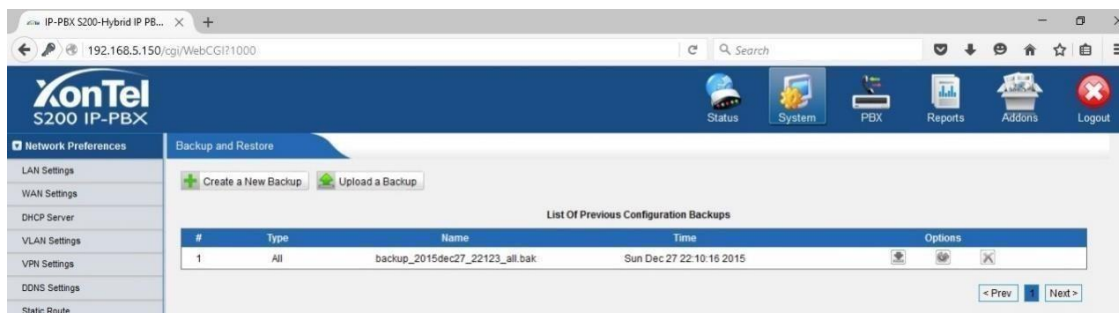 IP-PBX S200-Hybrid IP PB...
192.168.5.150/cgi/WebCGI?1000
Search
XonTel
S200 IP-PBX
Status
System
PBX
Reports
Addons
Logout
Network Preferences
Backup and Restore
LAN Settings
WAN Settings
DHCP Server
VLAN Settings
VPN Settings
DDNS Settings
Static Route
Create a New Backup
Upload a Backup
List Of Previous Configuration Backups
# Type Name Time Options
1 All backup_2015dec27_22123_all.bak Sun Dec 27 22:10:16 2015
< Prev 1 Next >